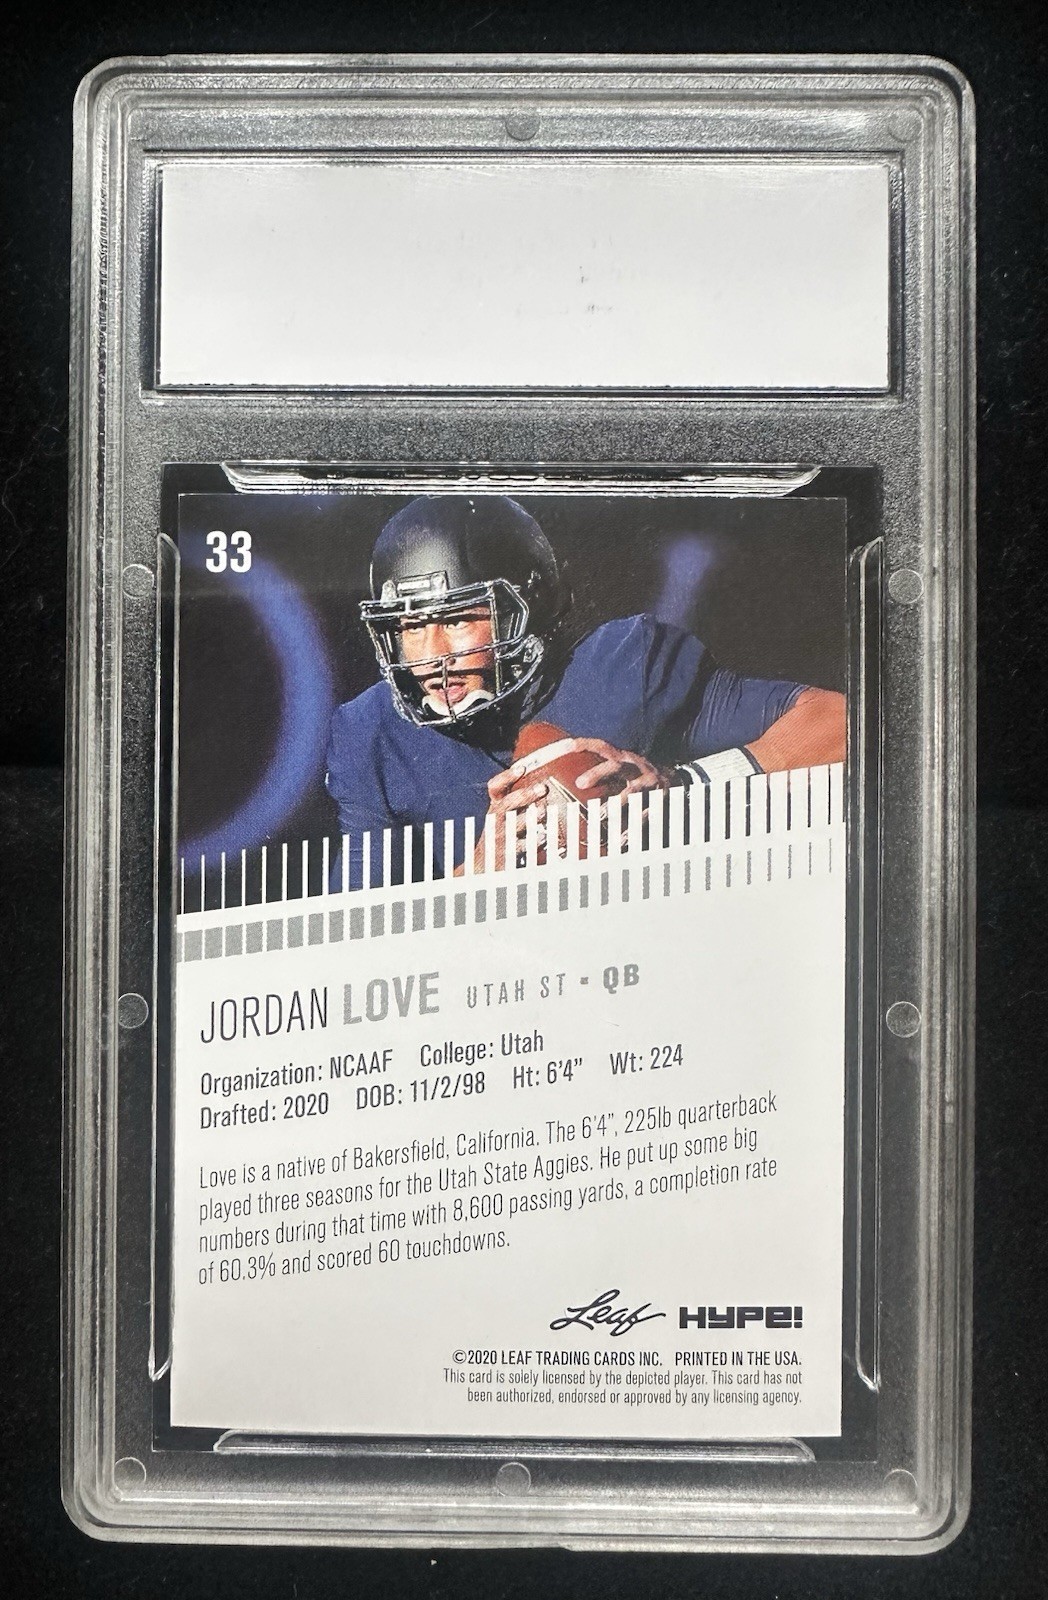 33
JORDAN LOVE UTAH ST - QB
Organization: NCAAF College: Utah
Drafted: 2020 DOB: 11/2/98 Ht: 6'4" Wt: 224
Love is a native of Bakersfield, California. The 6'4", 225lb quarterback
played three seasons for the Utah State Aggies. He put up some big
numbers during that time with 8,600 passing yards, a completion rate
of 60.3% and scored 60 touchdowns.
Leaf HYPE!
©2020 LEAF TRADING CARDS INC. PRINTED IN THE USA.
This card is solely licensed by the depicted player. This card has not
been authorized, endorsed or approved by any licensing agency.